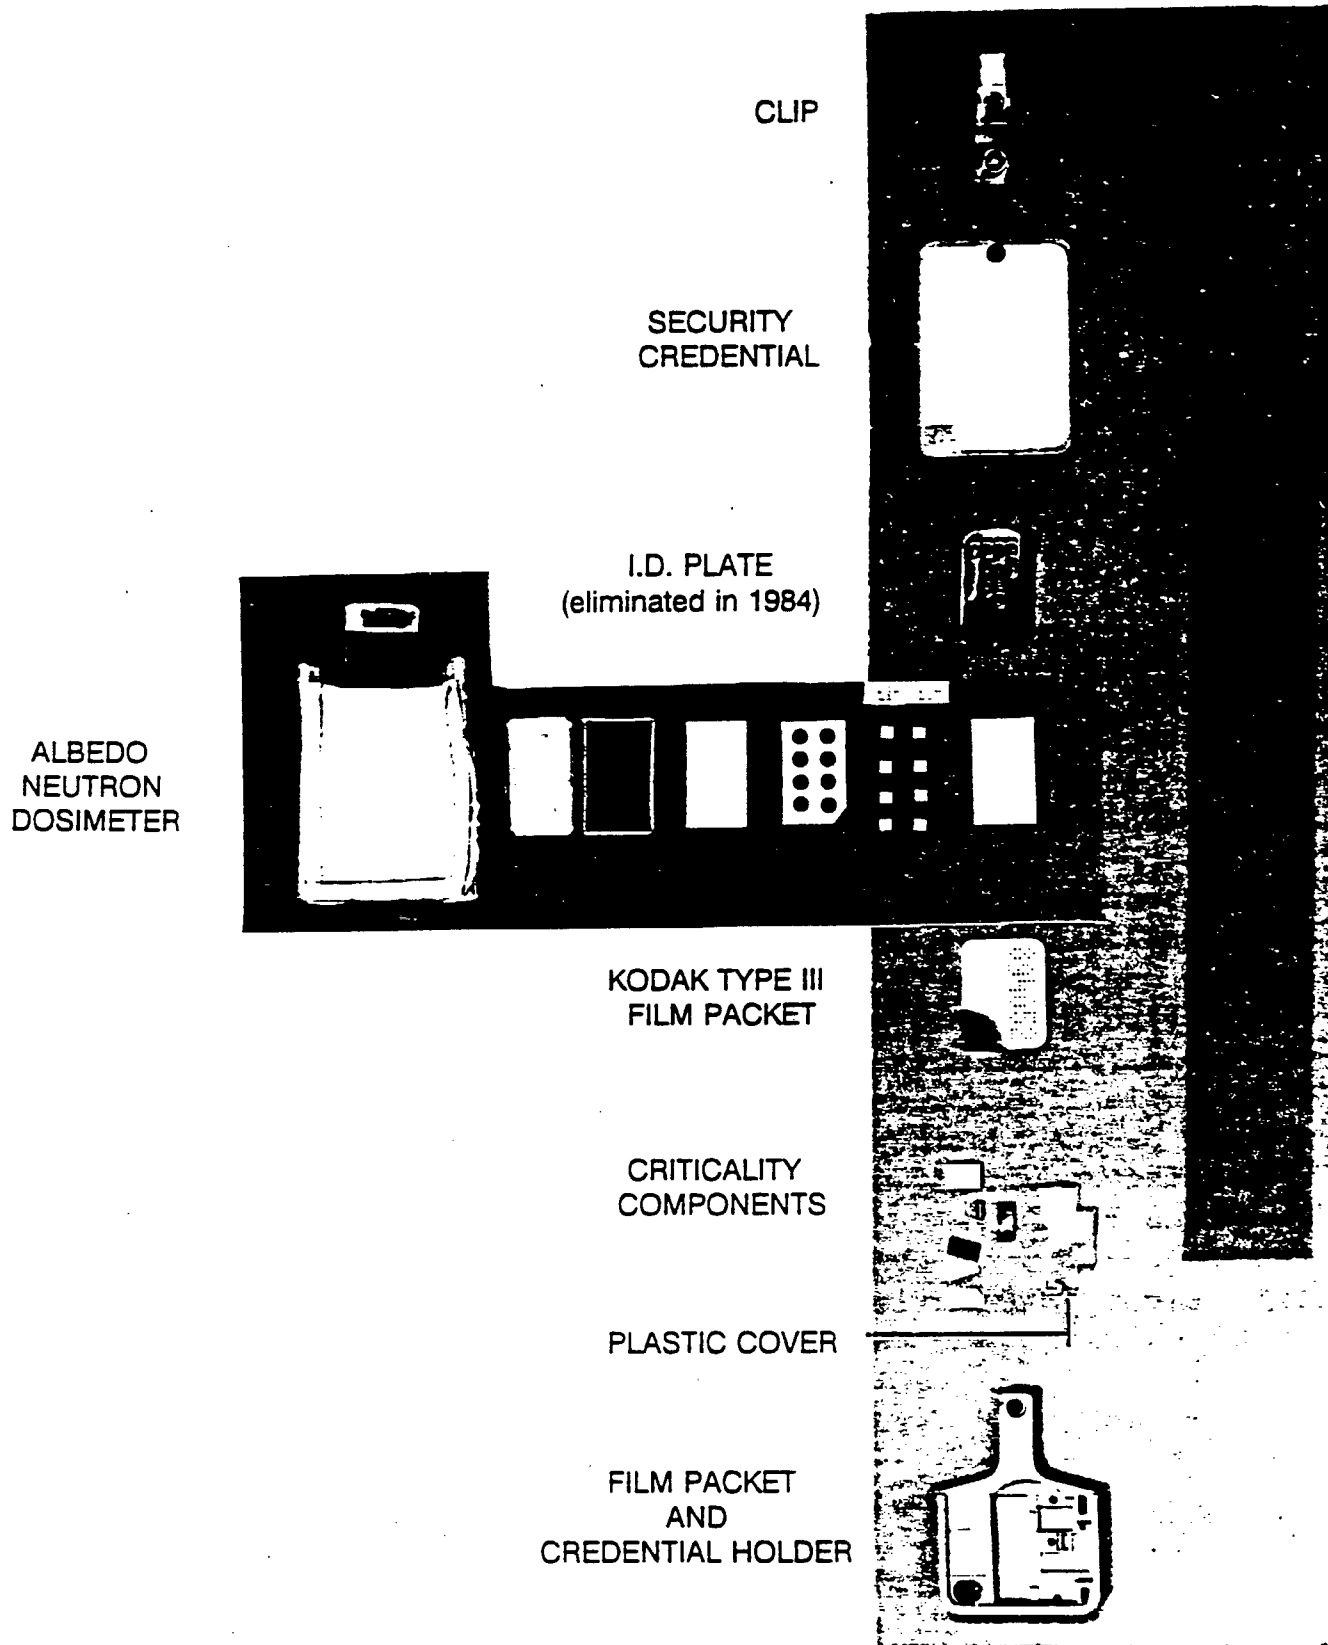 CLIP
SECURITY
CREDENTIAL
I.D. PLATE
(eliminated in 1984)
ALBEDO
NEUTRON
DOSIMETER
KODAK TYPE III
FILM PACKET
CRITICALITY
COMPONENTS
PLASTIC COVER
FILM PACKET
AND
CREDENTIAL HOLDER